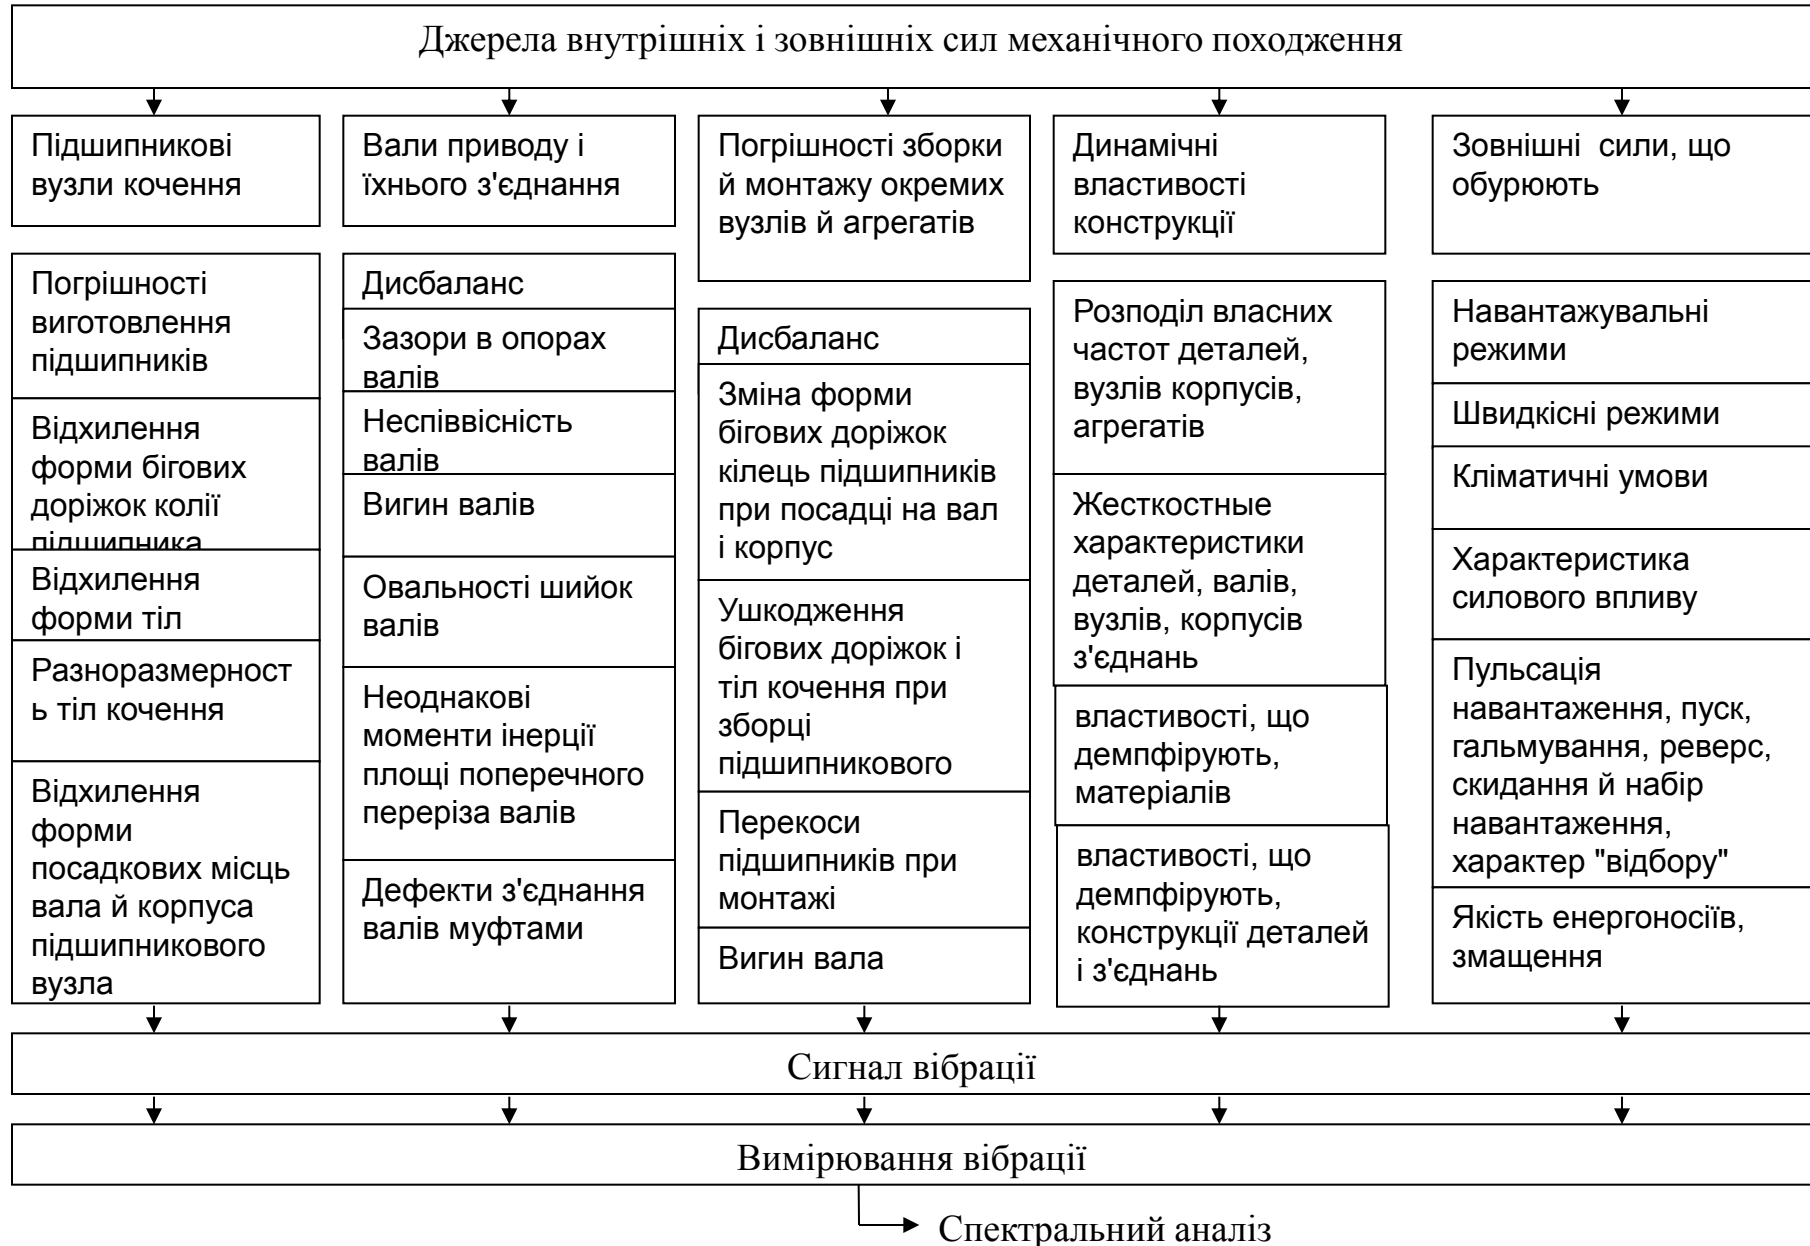 Джерела внутрішніх і зовнішніх сил механічного походження
Підшипникові
вузли кочення
Погрішності
виготовлення
підшипників
Відхилення
форми бігових
доріжок колії
підшипника
Відхилення
форми тіл
Разноразмерност
ь тіл кочення
Відхилення
форми
посадкових місць
вала й корпуса
підшипникового
вузла
Вали приводу і
їхнього з'єднання
Дисбаланс
Зазори в опорах
валів
Неспіввісність
валів
Вигин валів
Овальності шийок
валів
Неоднакові
моменти інерції
площі поперечного
переріза валів
Дефекти з'єднання
валів муфтами
Погрішності зборки
й монтажу окремих
вузлів й агрегатів
Дисбаланс
Зміна форми
бігових доріжок
кілець підшипників
при посадці на вал
і корпус
Ушкодження
бігових доріжок і
тіл кочення при
зборці
підшипникового
Перекоси
підшипників при
монтажі
Вигин вала
Динамічні
властивості
конструкції
Розподіл власних
частот деталей,
вузлів корпусів,
агрегатів
Жесткостные
характеристики
деталей, валів,
вузлів, корпусів
з'єднань
властивості, що
демпфірують,
матеріалів
властивості, що
демпфірують,
конструкції деталей
і з'єднань
Зовнішні  сили, що
обурюють
Навантажувальні
режими
Швидкісні режими
Кліматичні умови
Характеристика
силового впливу
Пульсація
навантаження, пуск,
гальмування, реверс,
скидання й набір
навантаження,
характер "відбору"
Якість енергоносіїв,
змащення
Сигнал вібрації
Вимірювання вібрації
Спектральний аналіз